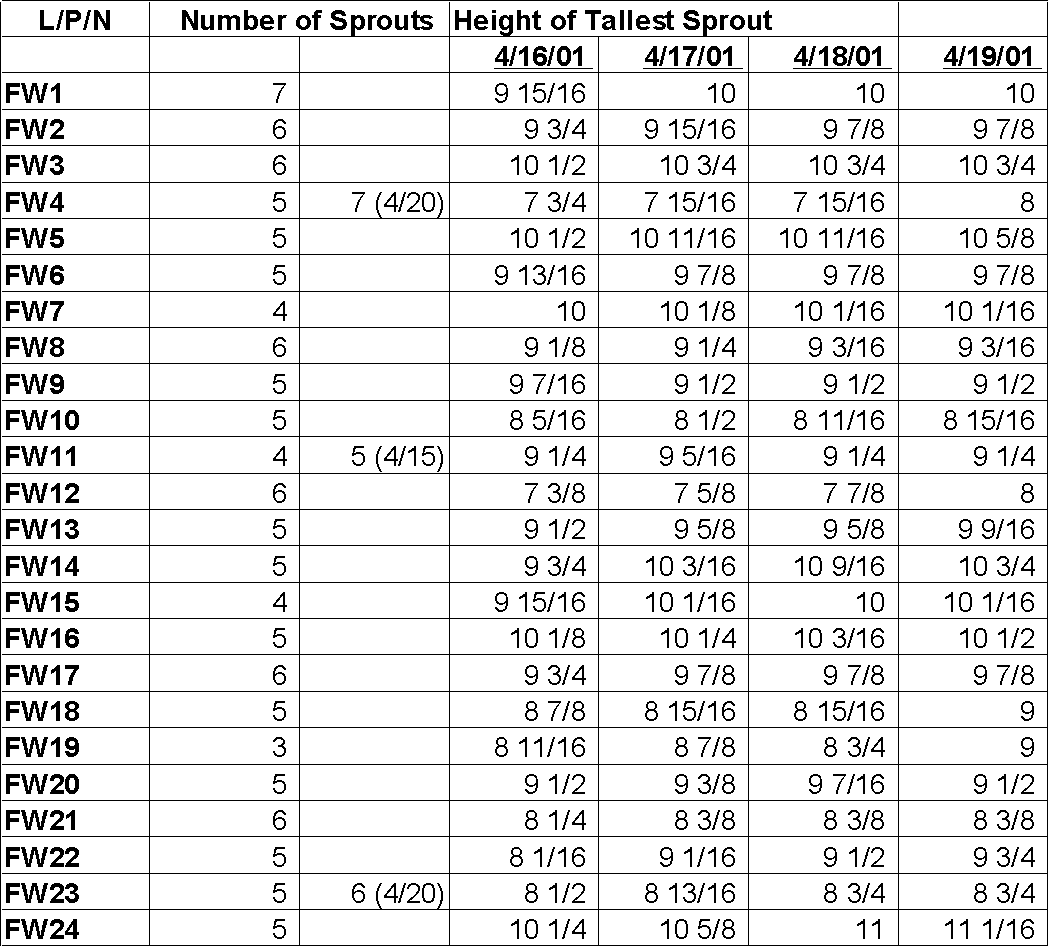 L/P/N Number of Sprouts Height of Tallest Sprout
4/16/01 4/17/01 4/18/01 4/19/01
FW1 7 9 15/16 10 10 10
FW2 6 9 3/4 9 15/16 9 7/8 9 7/8
FW3 6 10 1/2 10 3/4 10 3/4 10 3/4
FW4 5 7 (4/20) 7 3/4 7 15/16 7 15/16 8
FW5 5 10 1/2 10 11/16 10 11/16 10 5/8
FW6 5 9 13/16 9 7/8 9 7/8 9 7/8
FW7 4 10 10 1/8 10 1/16 10 1/16
FW8 6 9 1/8 9 1/4 9 3/16 9 3/16
FW9 5 9 7/16 9 1/2 9 1/2 9 1/2
FW10 5 8 5/16 8 1/2 8 11/16 8 15/16
FW11 4 5 (4/15) 9 1/4 9 5/16 9 1/4 9 1/4
FW12 6 7 3/8 7 5/8 7 7/8 8
FW13 5 9 1/2 9 5/8 9 5/8 9 9/16
FW14 5 9 3/4 10 3/16 10 9/16 10 3/4
FW15 4 9 15/16 10 1/16 10 10 1/16
FW16 5 10 1/8 10 1/4 10 3/16 10 1/2
FW17 6 9 3/4 9 7/8 9 7/8 9 7/8
FW18 5 8 7/8 8 15/16 8 15/16 9
FW19 3 8 11/16 8 7/8 8 3/4 9
FW20 5 9 1/2 9 3/8 9 7/16 9 1/2
FW21 6 8 1/4 8 3/8 8 3/8 8 3/8
FW22 5 8 1/16 9 1/16 9 1/2 9 3/4
FW23 5 6 (4/20) 8 1/2 8 13/16 8 3/4 8 3/4
FW24 5 10 1/4 10 5/8 11 11 1/16